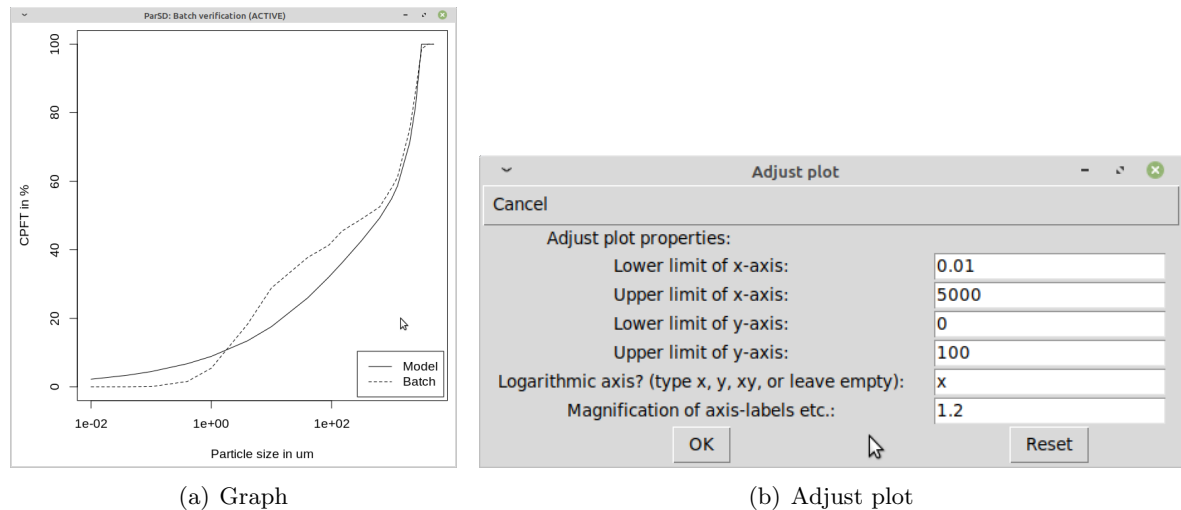 ParSD: Batch verification (ACTIVE)
100
80
60
40
20
0
CPFT in %
Model
Batch
1e-02 1e+00 1e+02
Particle size in um
(a) Graph
Adjust plot
Cancel
Adjust plot properties:
Lower limit of x-axis: 0.01
Upper limit of x-axis: 5000
Lower limit of y-axis: 0
Upper limit of y-axis: 100
Logarithmic axis? (type x, y, xy, or leave empty): x
Magnification of axis-labels etc.: 1.2
OK Reset
(b) Adjust plot